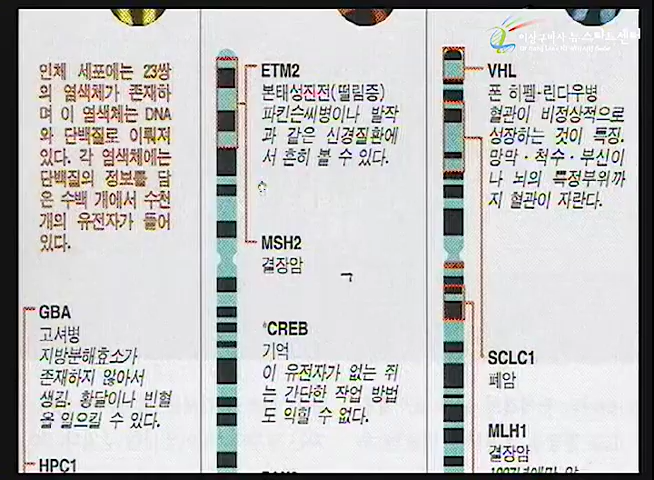 인체 세포에는 23쌍
의 염색체가 존재하
며 이 염색체는 DNA
와 단백질로 이뤄져
있다. 각 염색체에는
단백질의 정보를 담
은 수백 개에서 수천
개의 유전자가 들어
있다.
GBA
고셔병
지방분해효소가
존재하지 않아서
생김. 황달이나 빈혈
을 일으킬 수 있다.
HPC1
ETM2
본태성진전(떨림증)
파킨슨씨병이나 발작
과 같은 신경질환에
서 흔히 볼 수 있다.
MSH2
결장암
*CREB
기억
이 유전자가 없는 쥐
는 간단한 작업 방법
도 익힐 수 없다.
VHL
폰 히펠-린다우병
혈관이 비정상적으로
성장하는 것이 특징.
망막·척수·부신이
나 뇌의 특정부위까
지 혈관이 자란다.
SCLC1
폐암
MLH1
결장암